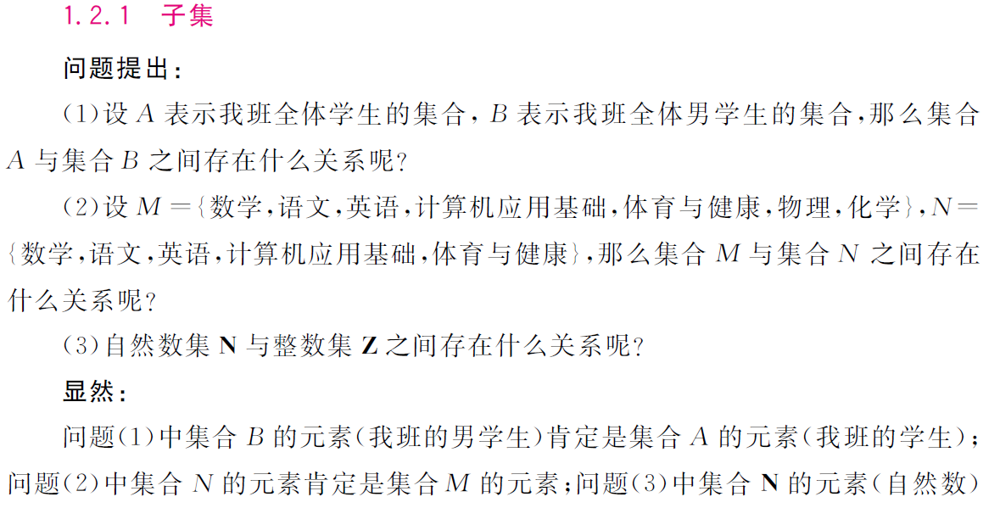 1.2.1 子集
问题提出:
(1)设 A 表示我班全体学生的集合, B 表示我班全体男学生的集合,那么集合
A 与集合 B 之间存在什么关系呢?
(2)设 M={数学,语文,英语,计算机应用基础,体育与健康,物理,化学},N=
{数学,语文,英语,计算机应用基础,体育与健康},那么集合 M 与集合 N 之间存在
什么关系呢?
(3)自然数集 N 与整数集 Z 之间存在什么关系呢?
显然:
问题(1)中集合 B 的元素(我班的男学生)肯定是集合 A 的元素(我班的学生);
问题(2)中集合 N 的元素肯定是集合 M 的元素;问题(3)中集合 N 的元素(自然数)